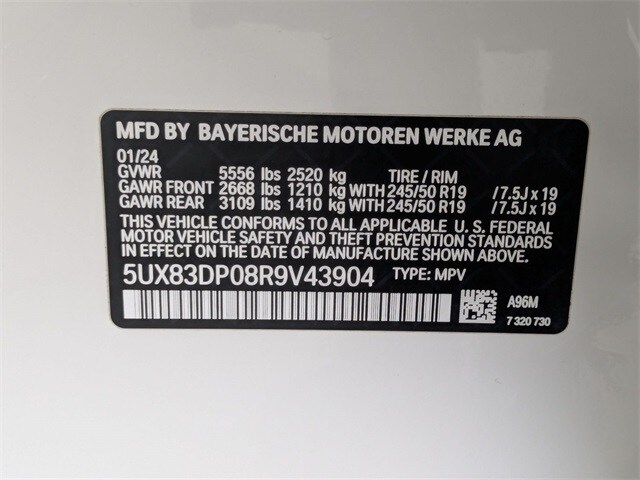 MFD BY BAYERISCHE MOTOREN WERKE AG
01/24
GVWR 5556 lbs 2520 kg TIRE / RIM
GAWR FRONT 2668 lbs 1210 kg WITH 245/50 R19 / 7.5J x 19
GAWR REAR 3109 lbs 1410 kg WITH 245/50 R19 / 7.5J x 19
THIS VEHICLE CONFORMS TO ALL APPLICABLE U. S. FEDERAL
MOTOR VEHICLE SAFETY AND THEFT PREVENTION STANDARDS
IN EFFECT ON THE DATE OF MANUFACTURE SHOWN ABOVE.
5UX83DP08R9V43904 TYPE: MPV
A96M
7 320 730